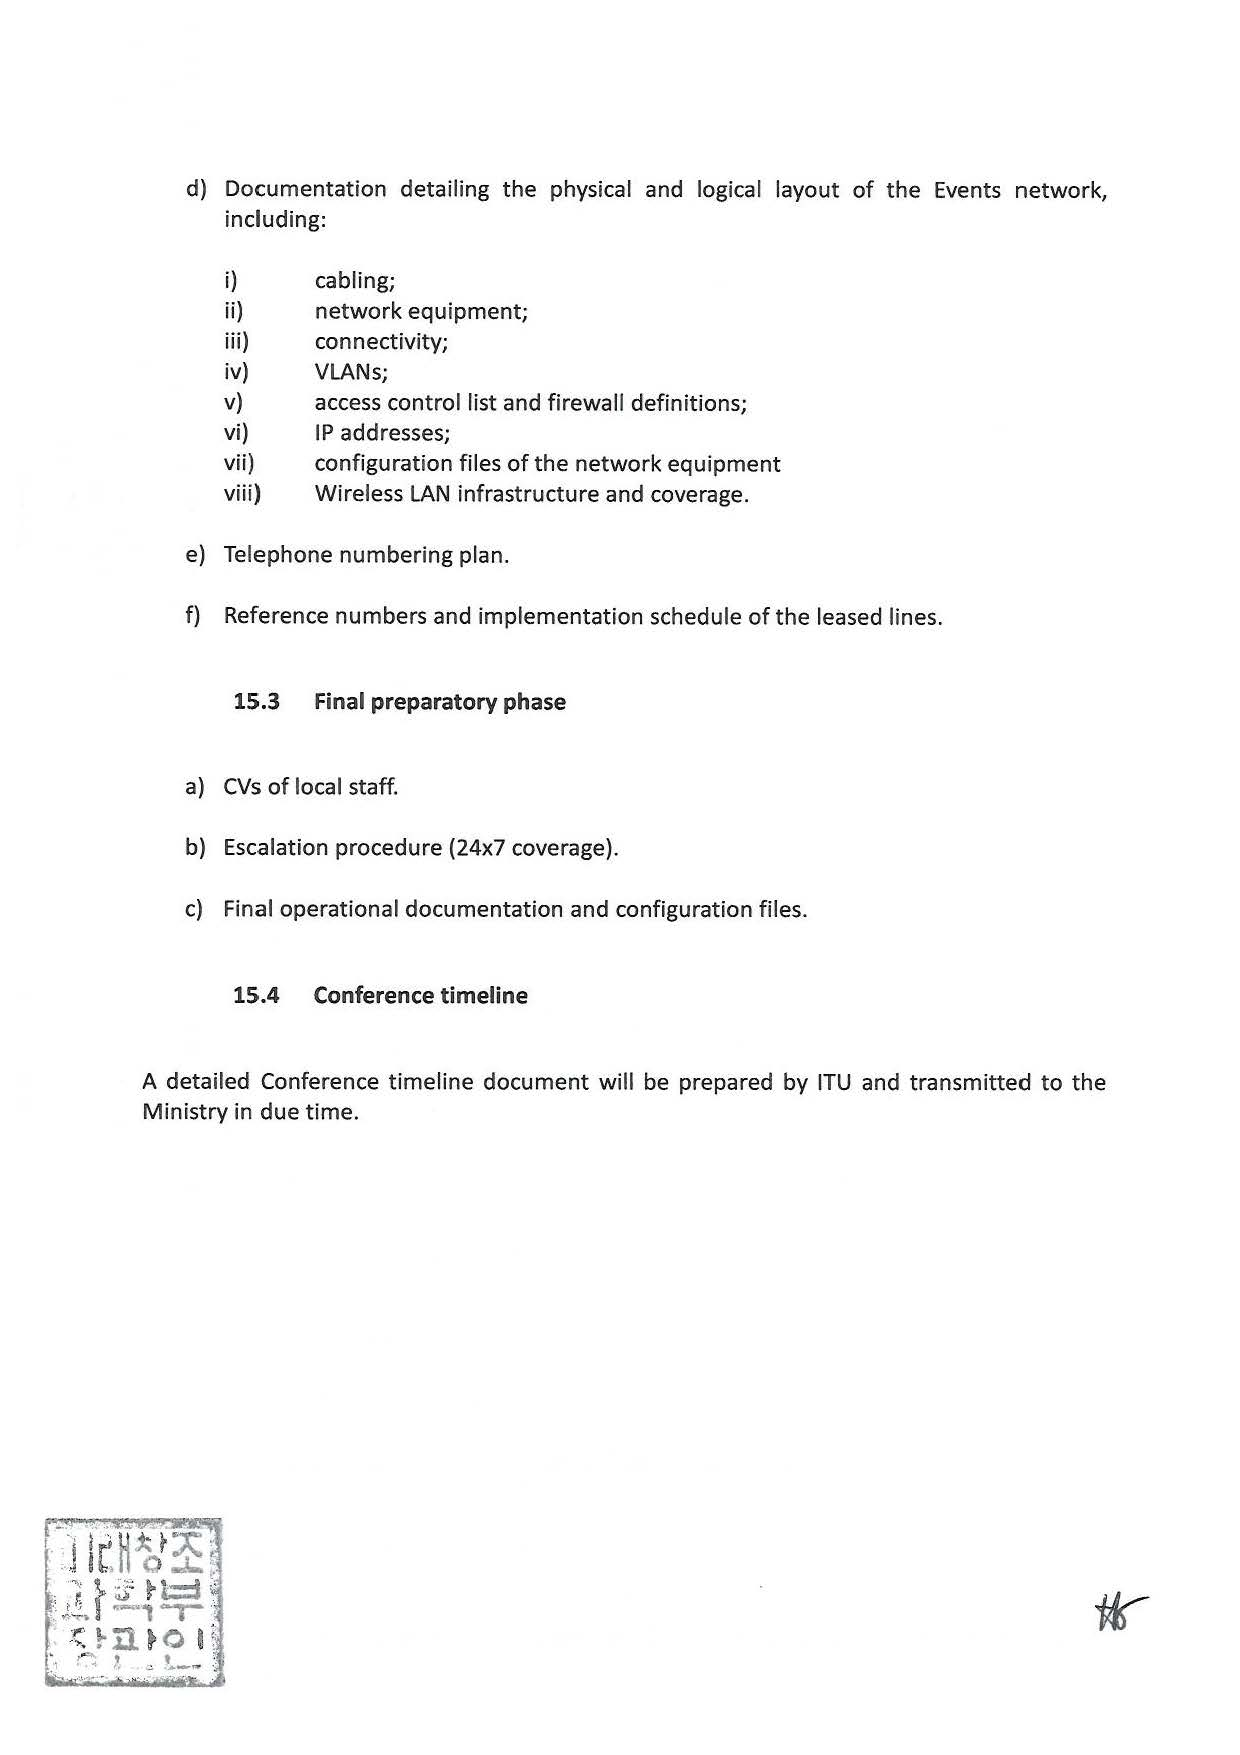 d) Documentation detailing the physical and logical layout of the Events network,
including:
i) cabling;
ii) network equipment;
iii) connectivity;
iv) VLANs;
v) access control list and firewall definitions;
vi) IP addresses;
vii) configuration files of the network equipment
viii) Wireless LAN infrastructure and coverage.
e) Telephone numbering plan.
f) Reference numbers and implementation schedule of the leased lines.
15.3 Final preparatory phase
a) CVs of local staff.
b) Escalation procedure (24x7 coverage).
c) Final operational documentation and configuration files.
15.4 Conference timeline
A detailed Conference timeline document will be prepared by ITU and transmitted to the
Ministry in due time.
미래창조
과학부
장관인